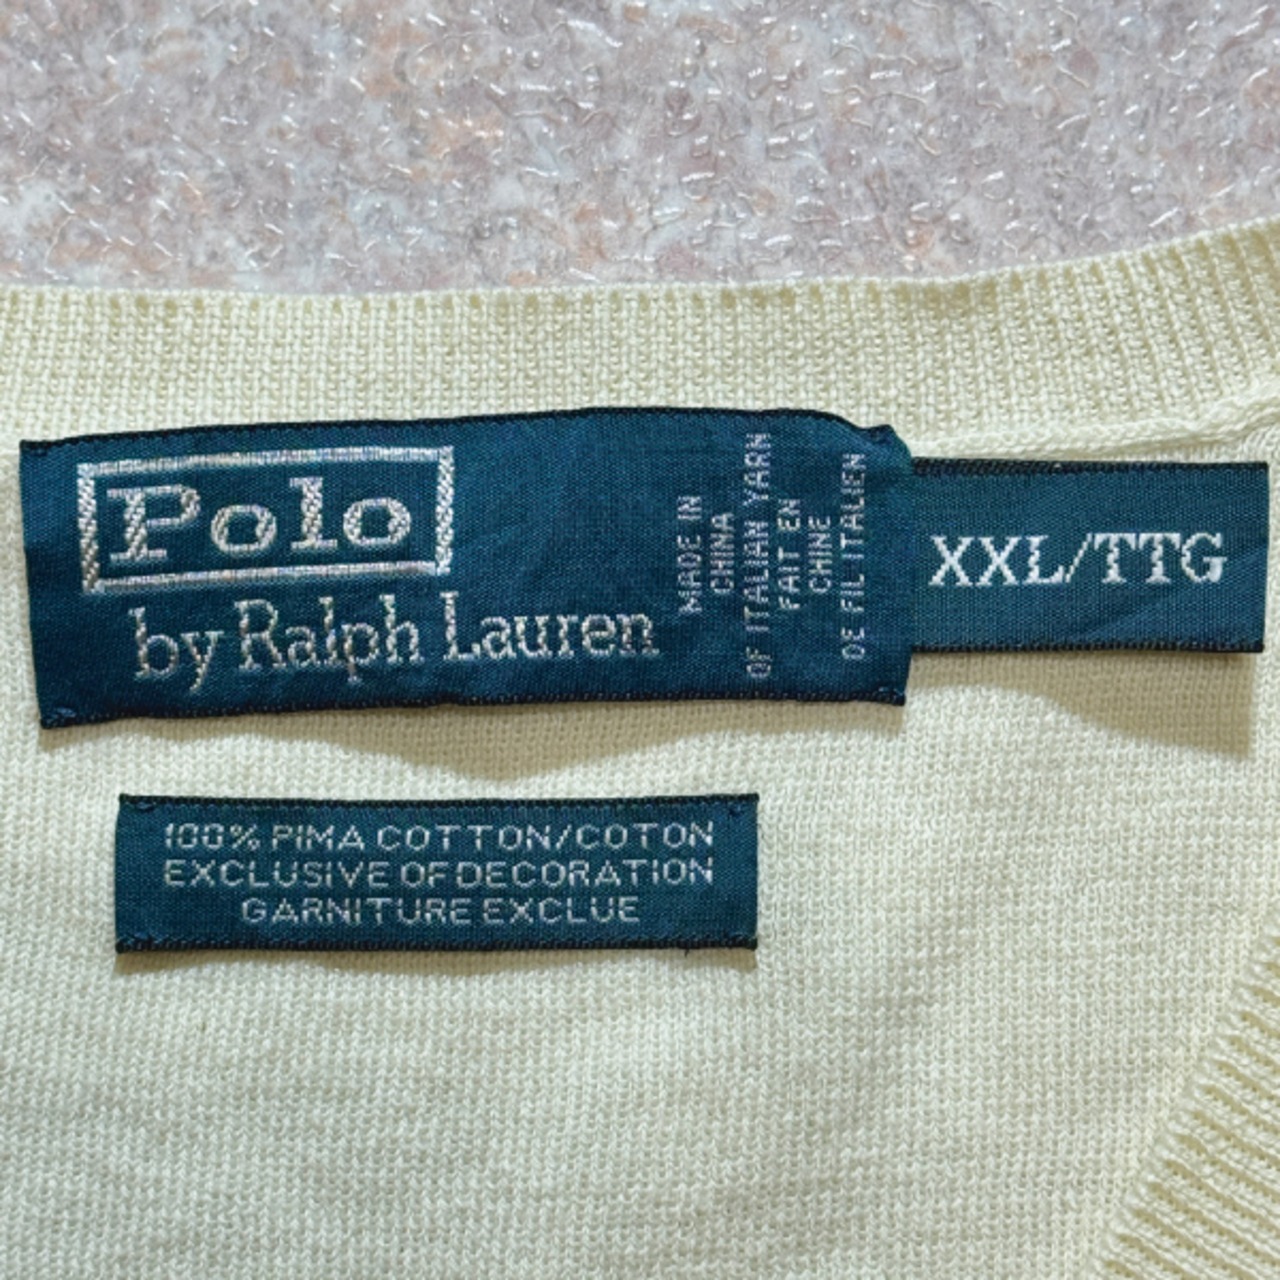 Polo
by Ralph Lauren
MADE IN
CHINA
OF ITALIAN YARN
FAIT EN
CHINE
DE FIL ITALIEN
XXL/TTG
100% PIMA COTTON/COTON
EXCLUSIVE OF DECORATION
GARNITURE EXCLUE